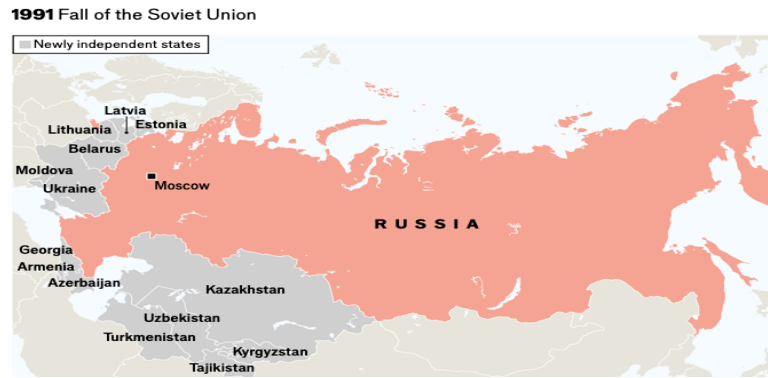 1991 Fall of the Soviet Union
Newly independent states
Latvia
Estonia
Lithuania
Belarus
Moldova
Ukraine
Moscow
RUSSIA
Georgia
Armenia
Azerbaijan
Kazakhstan
Uzbekistan
Turkmenistan
Kyrgyzstan
Tajikistan